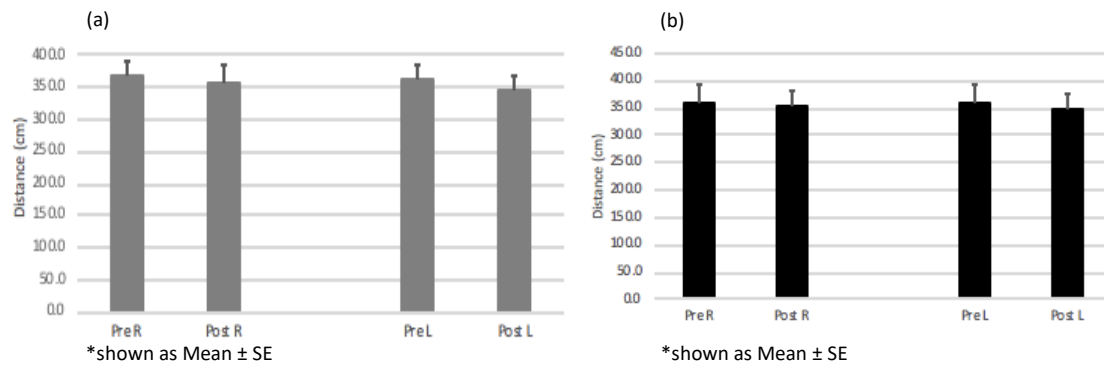 (a)
400.0
350.0
300.0
250.0
200.0
150.0
100.0
50.0
0.0
Distance (cm)
Pre R
Post R
Pre L
Post L
*shown as Mean ± SE
(b)
450.0
400.0
350.0
300.0
250.0
200.0
150.0
100.0
50.0
0.0
Distance (cm)
Pre R
Post R
Pre L
Post L
*shown as Mean ± SE